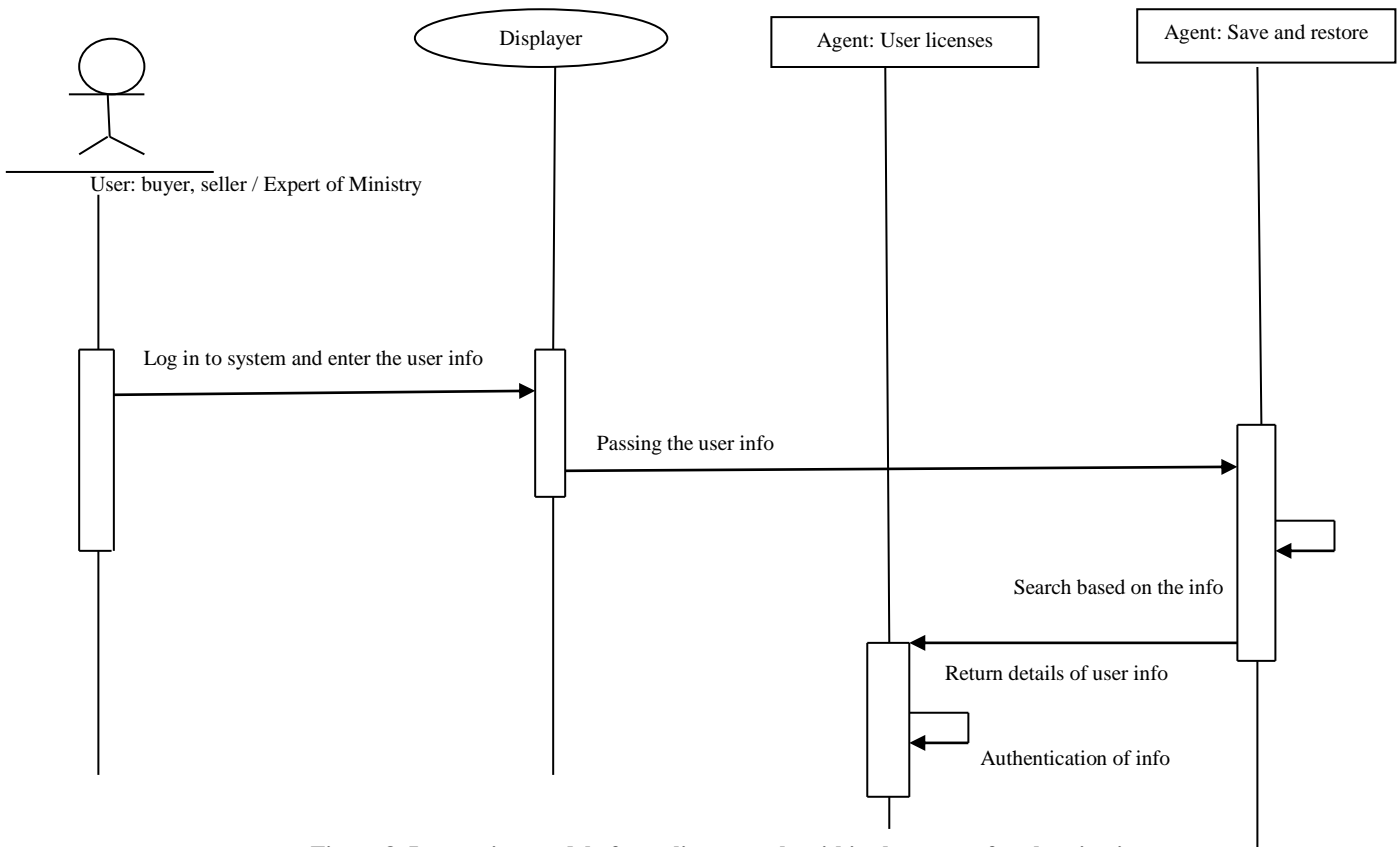 Displayer
Agent: User licenses
Agent: Save and restore
User: buyer, seller / Expert of Ministry
Log in to system and enter the user info
Passing the user info
Search based on the info
Return details of user info
Authentication of info